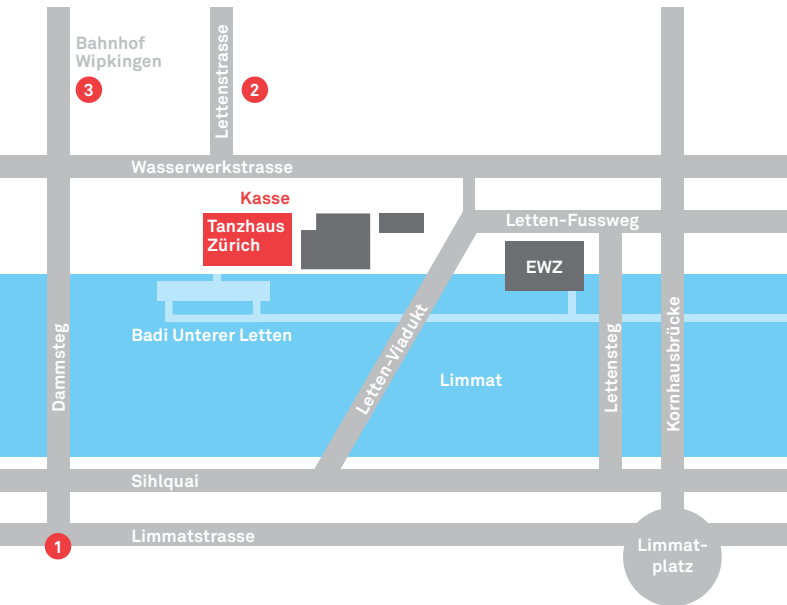 Bahnhof
Wipkingen
3
Lettenstrasse
2
Wasserwerkstrasse
Kasse
Tanzhaus
Zürich
Letten-Fussweg
EWZ
Badi Unterer Letten
Dammsteg
Letten-Viadukt
Limmat
Lettensteg
Kornhausbrücke
Sihlquai
Limmatstrasse
1
Limmat-
platz